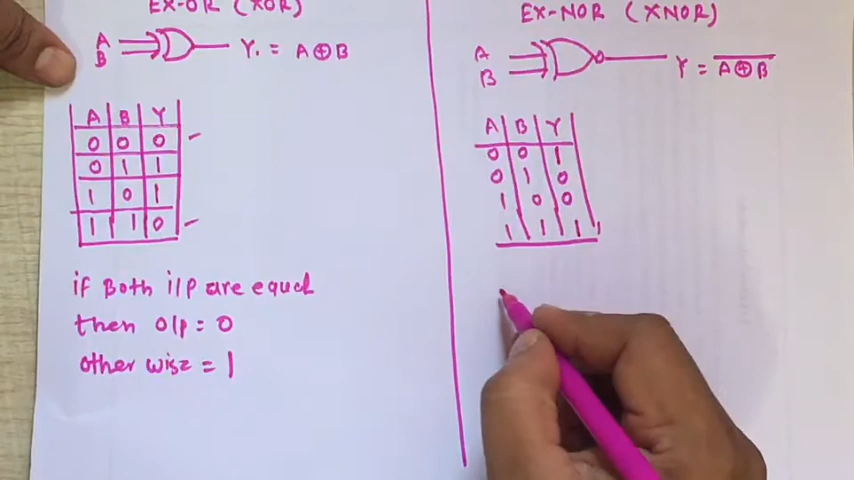 EX-OR (XOR)
A
B
Y. = A ⊕ B
A B Y
0 0 0
0 1 1
1 0 1
1 1 0
if Both i/p are equal
then o/p = 0
other wise = 1
EX-NOR (XNOR)
A
B
Y = \overline{A ⊕ B}
A B Y
0 0 1
0 1 0
1 0 0
1 1 1